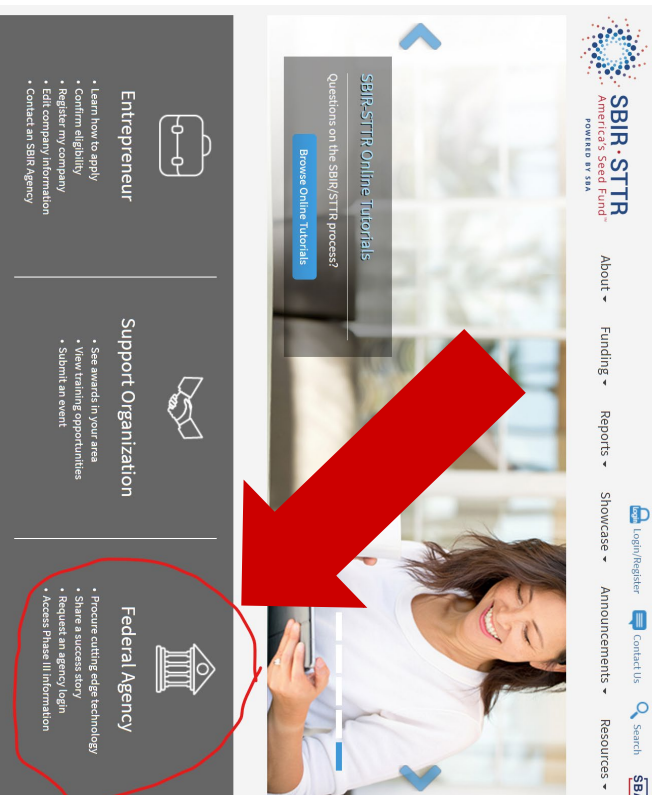 Login/Register
Contact Us
Search
SBA
SBIR·STTR
America's Seed Fund™
POWERED BY SBA
About
Funding
Reports
Showcase
Announcements
Resources
SBIR-STTR Online Tutorials
Questions on the SBIR/STTR process?
Browse Online Tutorials
Entrepreneur
• Learn how to apply
• Confirm eligibility
• Register my company
• Edit company information
• Contact an SBIR Agency
Support Organization
• See awards in your area
• View training opportunities
• Submit an event
Federal Agency
• Procure cutting edge technology
• Share a success story
• Request an agency login
• Access Phase III information